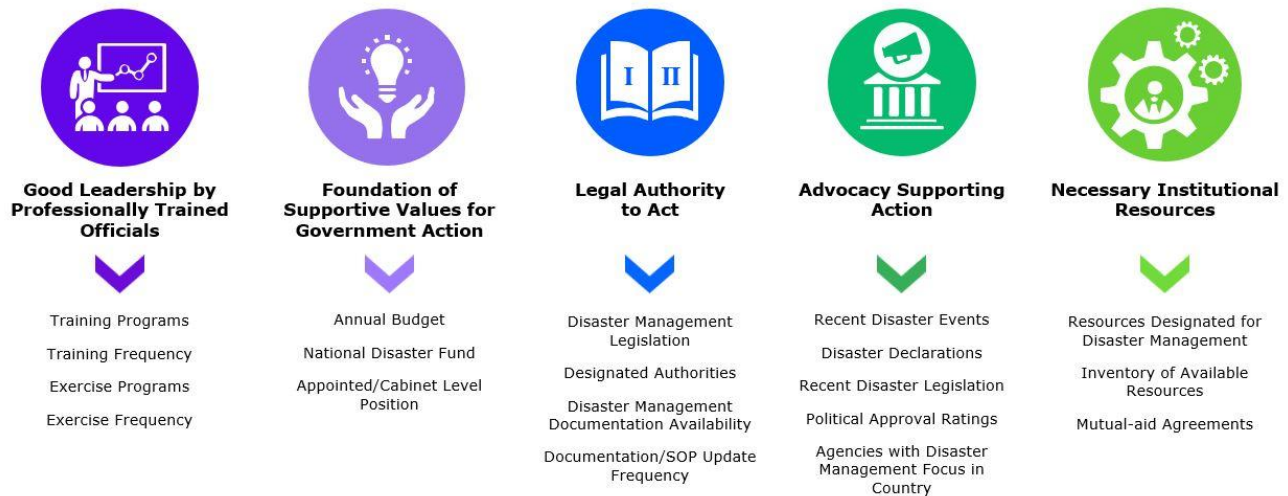 I II
Good Leadership by
Professionally Trained
Officials
Training Programs
Training Frequency
Exercise Programs
Exercise Frequency
Foundation of
Supportive Values for
Government Action
Annual Budget
National Disaster Fund
Appointed/Cabinet Level
Position
Legal Authority
to Act
Disaster Management
Legislation
Designated Authorities
Disaster Management
Documentation Availability
Documentation/SOP Update
Frequency
Advocacy Supporting
Action
Recent Disaster Events
Disaster Declarations
Recent Disaster Legislation
Political Approval Ratings
Agencies with Disaster
Management Focus in
Country
Necessary Institutional
Resources
Resources Designated for
Disaster Management
Inventory of Available
Resources
Mutual-aid Agreements